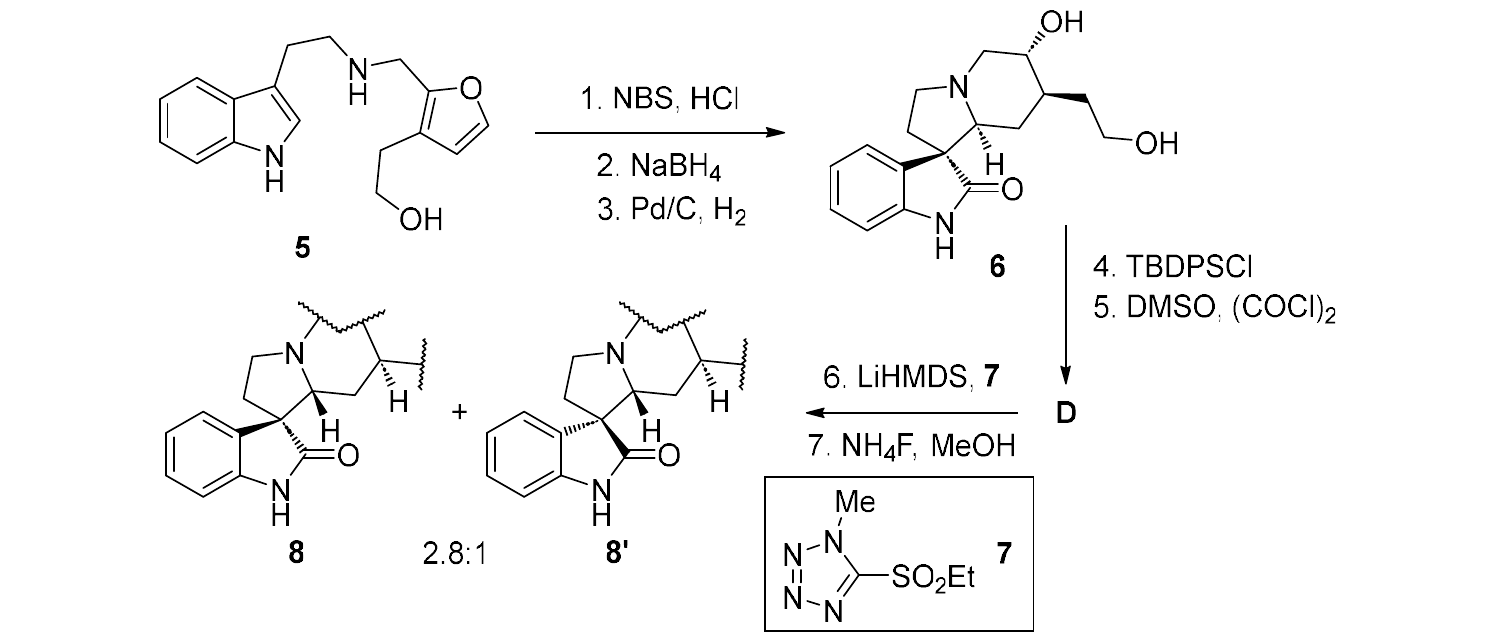 OH
N
H
O
N
H
OH
5
1. NBS, HCl
2. NaBH₄
3. Pd/C, H₂
OH
N
H
OH
O
N
H
6
4. TBDPSCl
5. DMSO, (COCl)₂
D
6. LiHMDS, 7
7. NH₄F, MeOH
Me
N
N
N
N
SO₂Et
7
N
H
H
O
N
H
8
+
2.8:1
N
H
H
O
N
H
8'